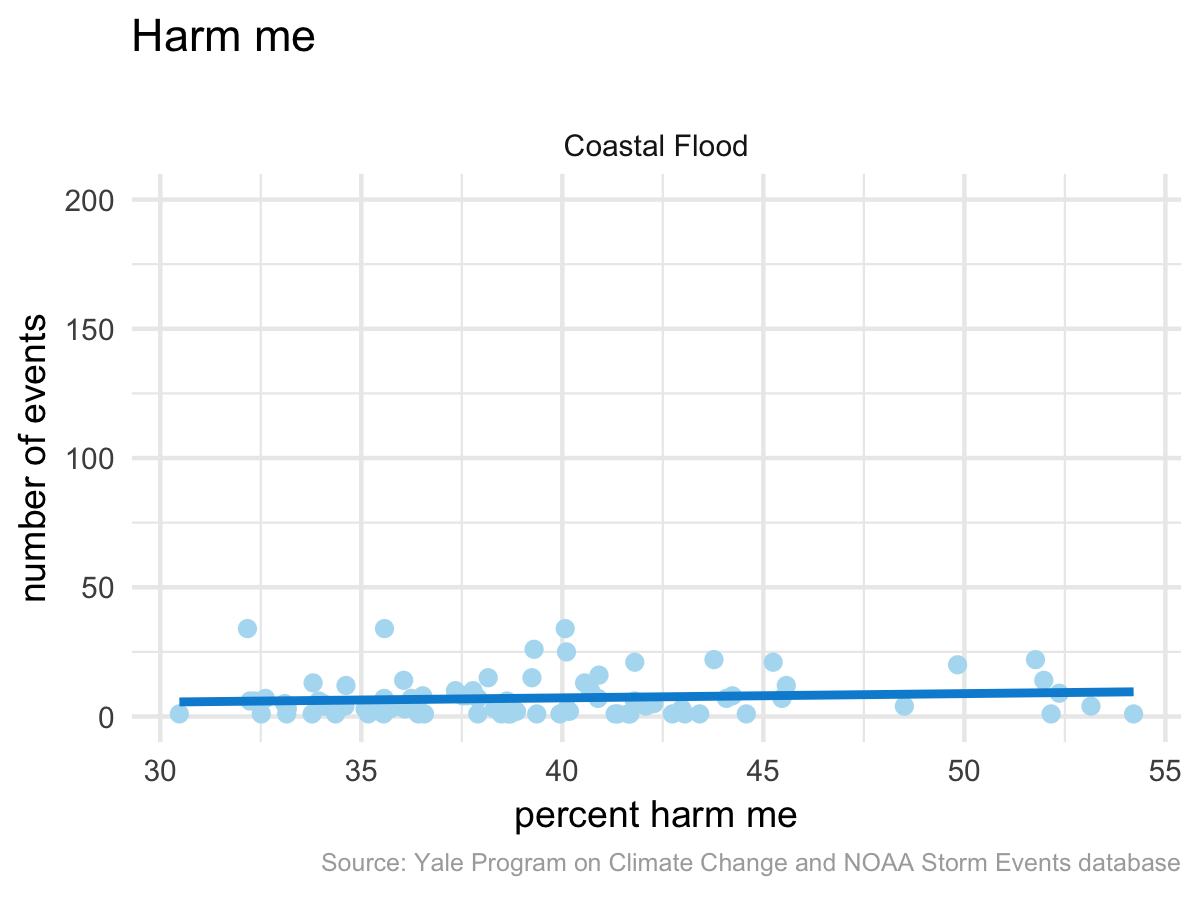 Harm me
Coastal Flood
200
150
100
50
0
number of events
30 35 40 45 50 55
percent harm me
Source: Yale Program on Climate Change and NOAA Storm Events database